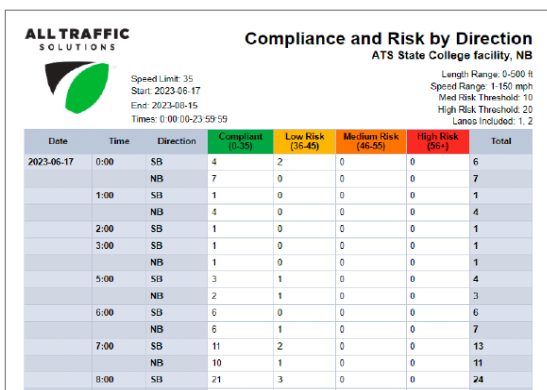 ALL TRAFFIC
SOLUTIONS
Compliance and Risk by Direction
ATS State College facility, NB
Speed Limit: 35
Start: 2023-06-17
End: 2023-08-15
Times: 0:00:00-23:59:59
Length Range: 0-500 ft
Speed Range: 1-150 mph
Med Risk Threshold: 10
High Risk Threshold: 20
Lanes Included: 1, 2
Date Time Direction Compliant (0-35) Low Risk (36-45) Medium Risk (46-55) High Risk (56+) Total
2023-06-17 0:00 SB 4 2 0 0 6
NB 7 0 0 0 7
1:00 SB 1 0 0 0 1
NB 4 0 0 0 4
2:00 SB 1 0 0 0 1
3:00 SB 1 0 0 0 1
NB 1 0 0 0 1
5:00 SB 3 1 0 0 4
NB 2 1 0 0 3
6:00 SB 6 0 0 0 6
NB 6 1 0 0 7
7:00 SB 11 2 0 0 13
NB 10 1 0 0 11
8:00 SB 21 3 0 0 24